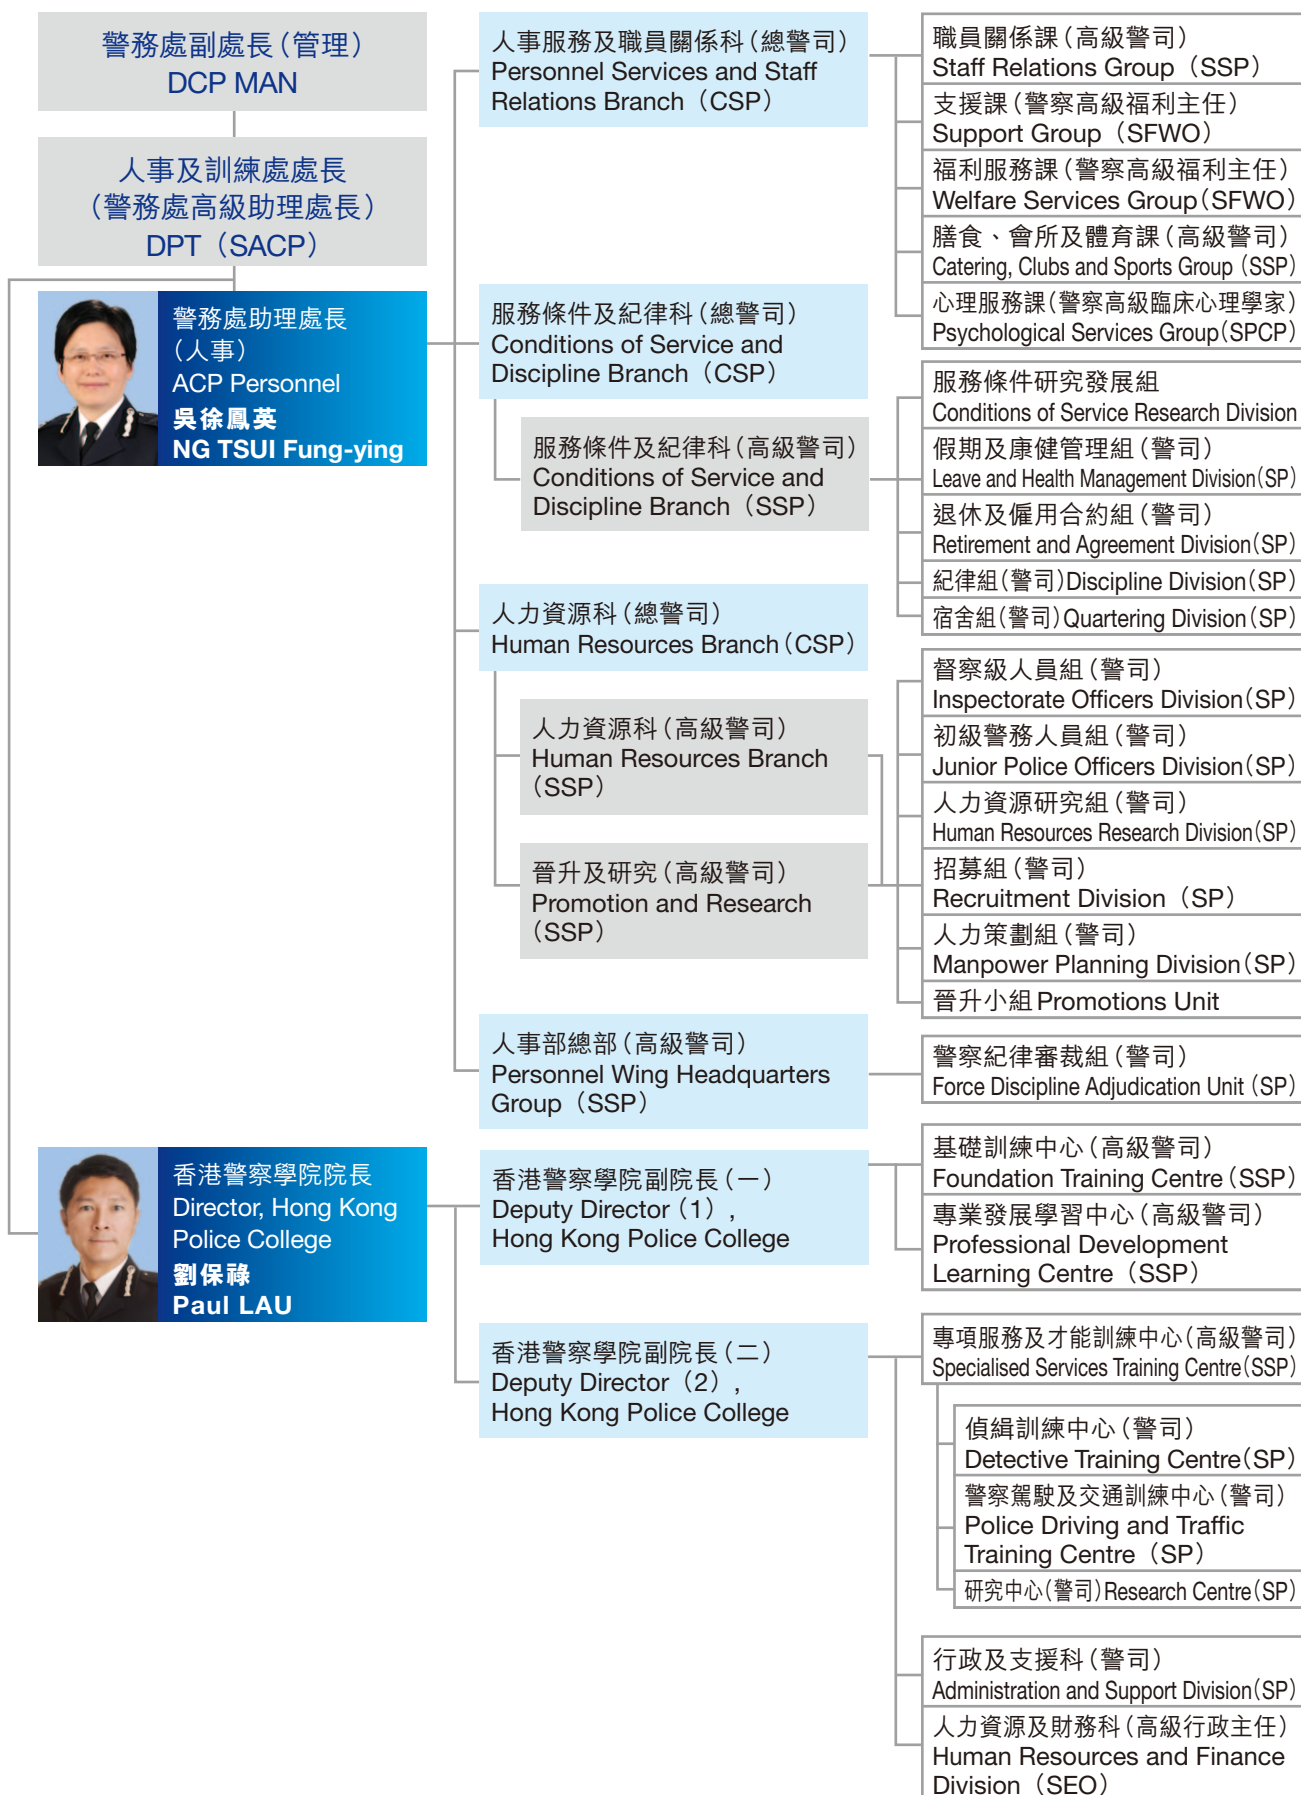 警務處副處長（管理）
DCP MAN
人事及訓練處處長
（警務處高級助理處長）
DPT（SACP）
警務處助理處長
（人事）
ACP Personnel
吳徐鳳英
NG TSUI Fung-ying
人事服務及職員關係科（總警司）
Personnel Services and Staff
Relations Branch（CSP）
職員關係課（高級警司）
Staff Relations Group（SSP）
支援課（警察高級福利主任）
Support Group（SFWO）
福利服務課（警察高級福利主任）
Welfare Services Group（SFWO）
膳食、會所及體育課（高級警司）
Catering, Clubs and Sports Group（SSP）
心理服務課（警察高級臨床心理學家）
Psychological Services Group（SPCP）
服務條件及紀律科（總警司）
Conditions of Service and
Discipline Branch（CSP）
服務條件及紀律科（高級警司）
Conditions of Service and
Discipline Branch（SSP）
服務條件研究發展組
Conditions of Service Research Division
假期及康健管理組（警司）
Leave and Health Management Division（SP）
退休及僱用合約組（警司）
Retirement and Agreement Division（SP）
紀律組（警司）Discipline Division（SP）
宿舍組（警司）Quartering Division（SP）
人力資源科（總警司）
Human Resources Branch（CSP）
人力資源科（高級警司）
Human Resources Branch
（SSP）
晉升及研究（高級警司）
Promotion and Research
（SSP）
督察級人員組（警司）
Inspectorate Officers Division（SP）
初級警務人員組（警司）
Junior Police Officers Division（SP）
人力資源研究組（警司）
Human Resources Research Division（SP）
招募組（警司）
Recruitment Division（SP）
人力策劃組（警司）
Manpower Planning Division（SP）
晉升小組 Promotions Unit
人事部總部（高級警司）
Personnel Wing Headquarters
Group（SSP）
警察紀律審裁組（警司）
Force Discipline Adjudication Unit（SP）
香港警察學院院長
Director, Hong Kong
Police College
劉保祿
Paul LAU
香港警察學院副院長（一）
Deputy Director（1）,
Hong Kong Police College
基礎訓練中心（高級警司）
Foundation Training Centre（SSP）
專業發展學習中心（高級警司）
Professional Development
Learning Centre（SSP）
香港警察學院副院長（二）
Deputy Director（2）,
Hong Kong Police College
專項服務及才能訓練中心（高級警司）
Specialised Services Training Centre（SSP）
偵緝訓練中心（警司）
Detective Training Centre（SP）
警察駕駛及交通訓練中心（警司）
Police Driving and Traffic
Training Centre（SP）
研究中心（警司）Research Centre（SP）
行政及支援科（警司）
Administration and Support Division（SP）
人力資源及財務科（高級行政主任）
Human Resources and Finance
Division（SEO）